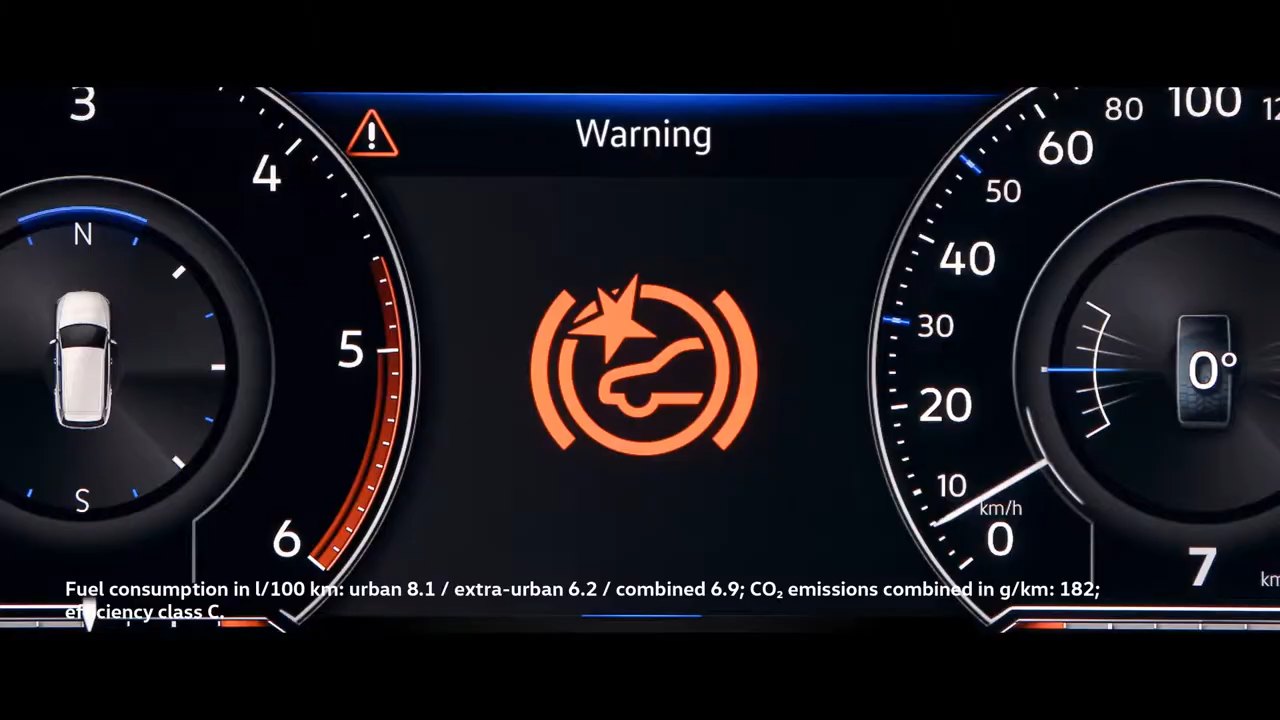 Warning
3
4
5
6
N
S
80
100
60
50
40
30
20
10
km/h
0
0°
7
Fuel consumption in l/100 km: urban 8.1 / extra-urban 6.2 / combined 6.9; CO₂ emissions combined in g/km: 182;
efficiency class C.